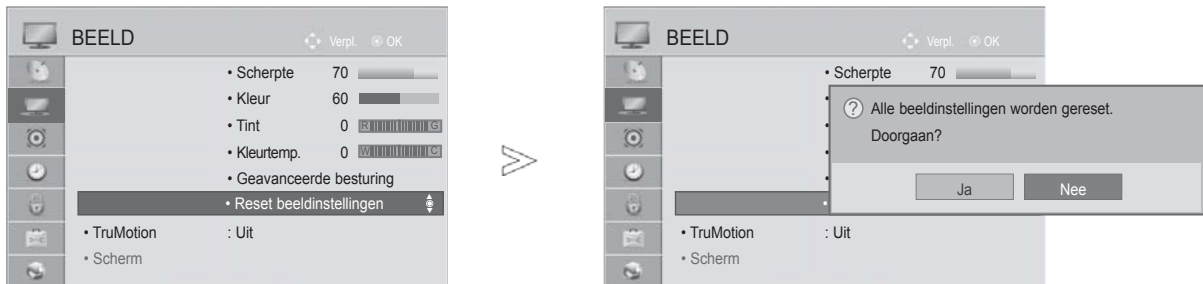 BEELD Verpl. OK
• Scherpte 70
• Kleur 60
• Tint 0 R G
• Kleurtemp. 0 W C
• Geavanceerde besturing
• Reset beeldinstellingen
• TruMotion : Uit
• Scherm
BEELD Verpl. OK
• Scherpte 70
? Alle beeldinstellingen worden gereset.
Doorgaan?
Ja Nee
• TruMotion : Uit
• Scherm